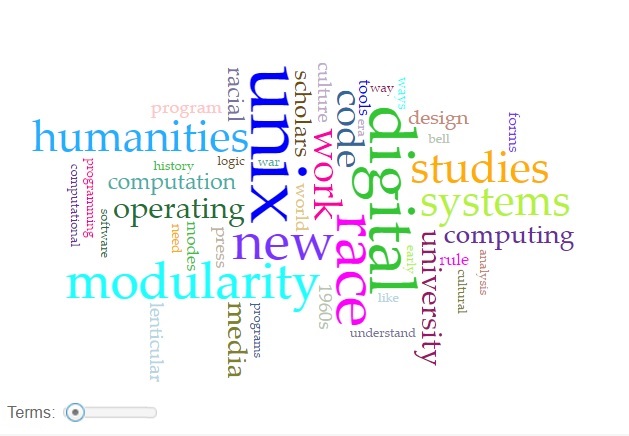 racial
unix
scholars
culture
tools
way
ways
program
code
era
digital
design
forms
humanities
work
bell
history
logic
war
studies
computational
programming
computation
world
systems
software
operating
race
need
modes
press
new
university
computing
early
rule
analysis
cultural
modularity
1960s
like
lenticular
media
programs
understand
Terms: